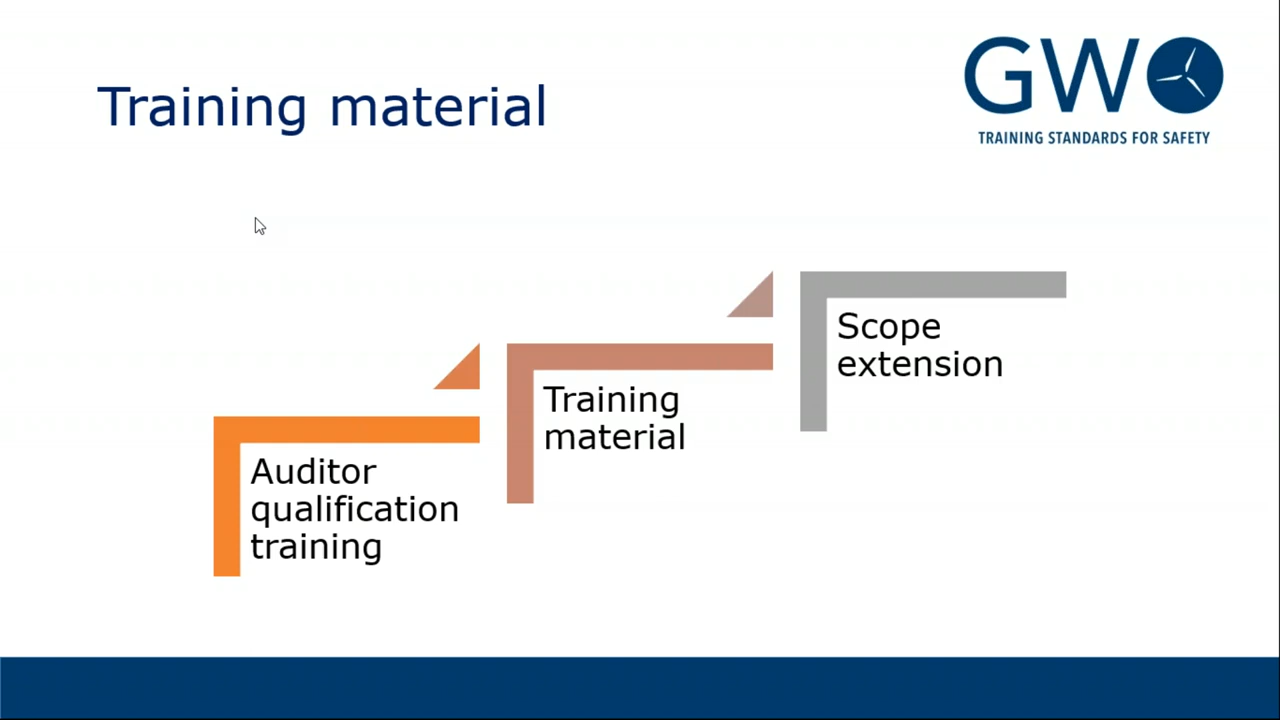 Training material
GWO
TRAINING STANDARDS FOR SAFETY
Auditor
qualification
training
Training
material
Scope
extension